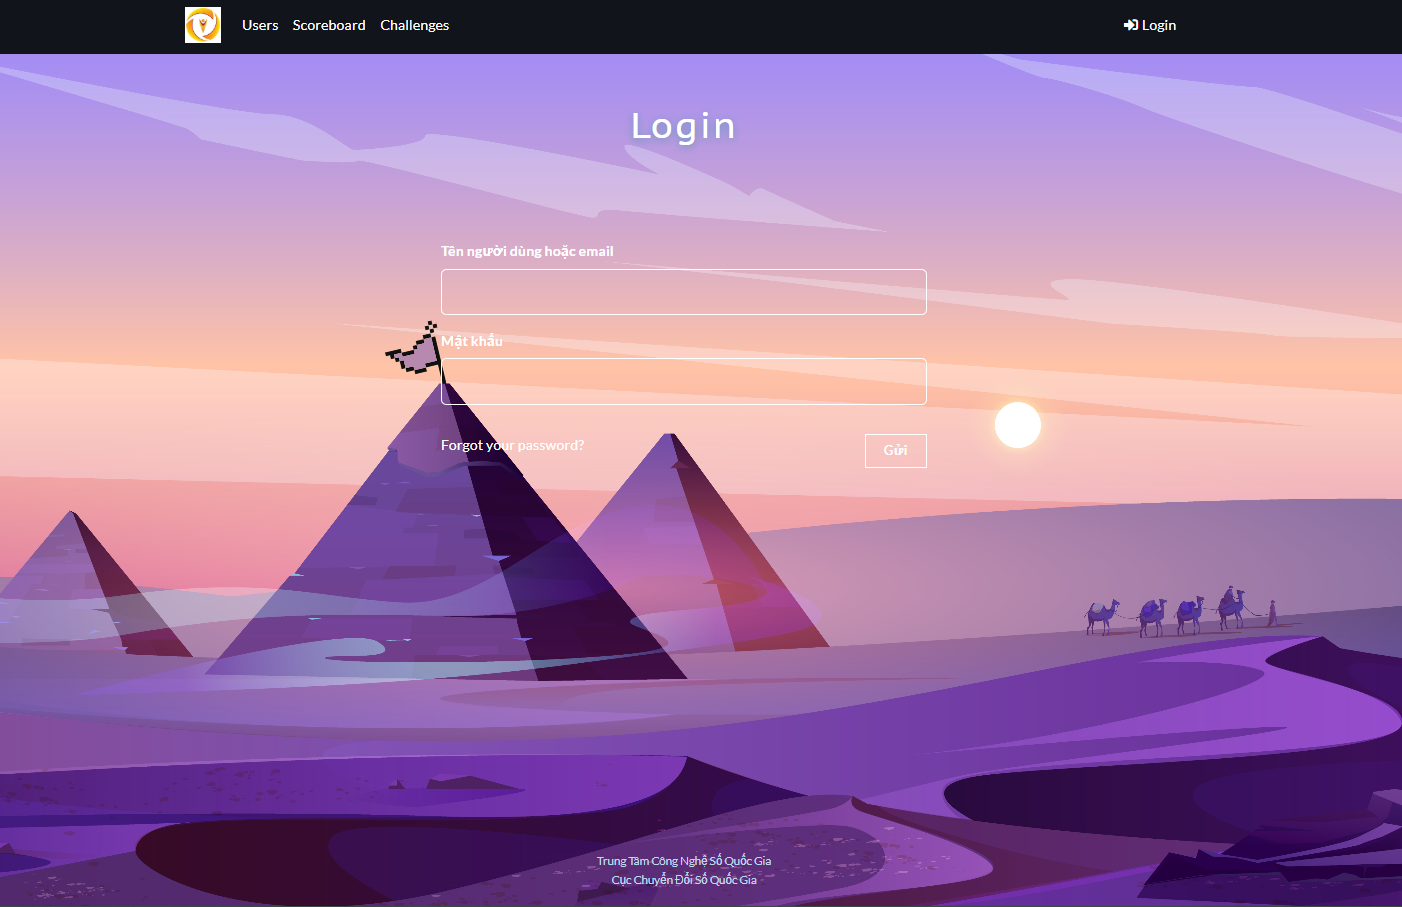 Users Scoreboard Challenges Login
Login
Tên người dùng hoặc email
Mật khẩu
Forgot your password?
Gửi
Trung Tâm Công Nghệ Số Quốc Gia
Cục Chuyển Đổi Số Quốc Gia